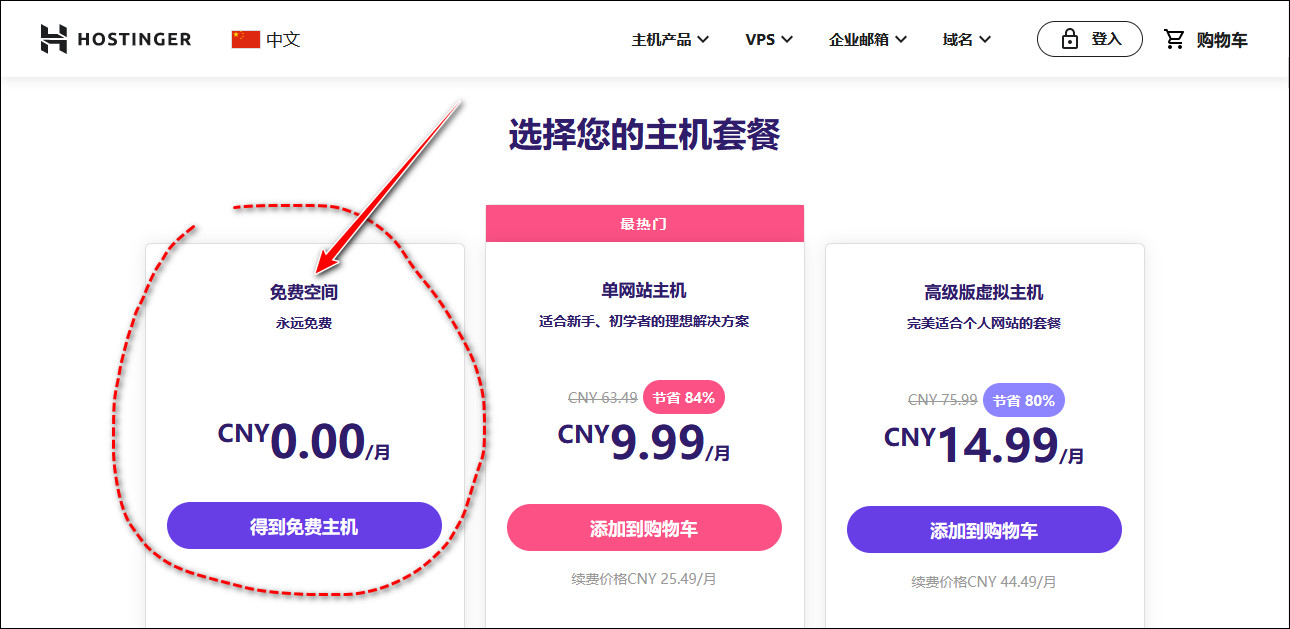 HOSTINGER 中文 主机产品 VPS 企业邮箱 域名 登入 购物车
选择您的主机套餐
免费空间
永远免费
CNY0.00/月
得到免费主机
最热门
单网站主机
适合新手、初学者的理想解决方案
CNY 63.49 节省 84%
CNY9.99/月
添加到购物车
续费价格CNY 25.49/月
高级版虚拟主机
完美适合个人网站的套餐
CNY 75.99 节省 80%
CNY14.99/月
添加到购物车
续费价格CNY 44.49/月